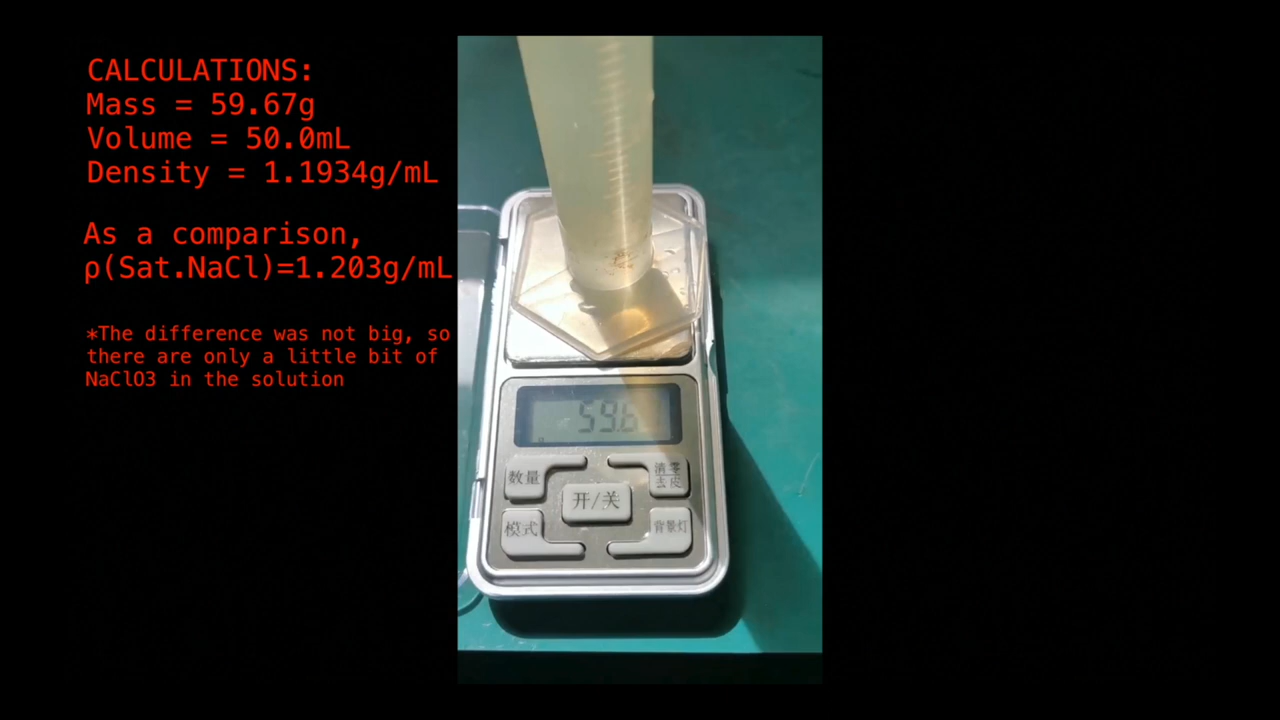 CALCULATIONS:
Mass = 59.67g
Volume = 50.0mL
Density = 1.1934g/mL
As a comparison,
ρ(Sat.NaCl)=1.203g/mL
*The difference was not big, so
there are only a little bit of
NaClO3 in the solution
59.6
数量
清零
去皮
开/关
模式
背景灯